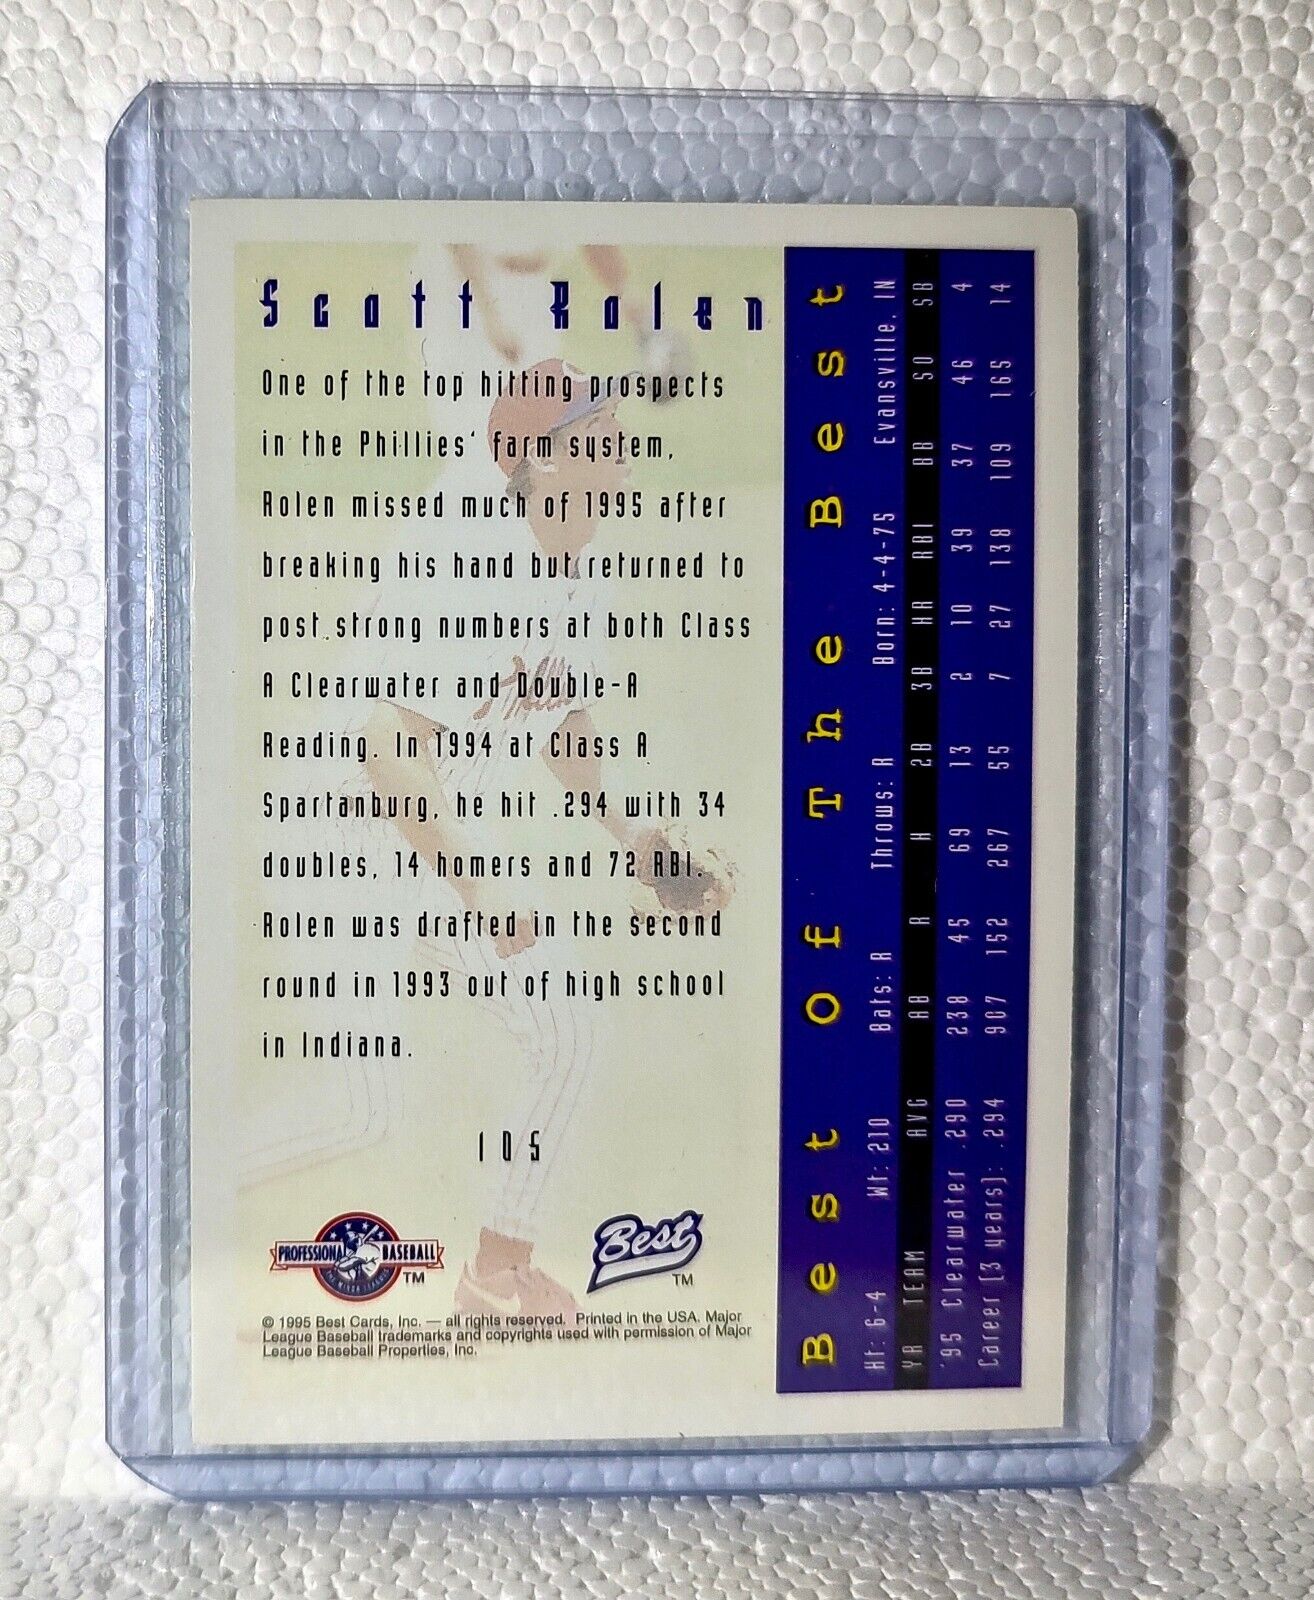 Scott Rolen
One of the top hitting prospects
in the Phillies' farm system,
Rolen missed much of 1995 after
breaking his hand but returned to
post strong numbers at both Class
A Clearwater and Double-A
Reading. In 1994 at Class A
Spartanburg, he hit .294 with 34
doubles, 14 homers and 72 RBI.
Rolen was drafted in the second
round in 1993 out of high school
in Indiana.
105
PROFESSIONAL BASEBALL TM
Best TM
© 1995 Best Cards, Inc. — all rights reserved. Printed in the USA. Major
League Baseball trademarks and copyrights used with permission of Major
League Baseball Properties, Inc.
Best Of The Best
Ht: 6-4 Wt: 210 Bats: R Throws: R Born: 4-4-75 Evansville, IN
YR TEAM AVG AB R H 2B 3B HR RBI BB SO SB
'95 Clearwater .290 238 45 69 13 2 10 39 37 46 4
Career (3 years): .294 907 152 267 55 7 27 138 109 165 14